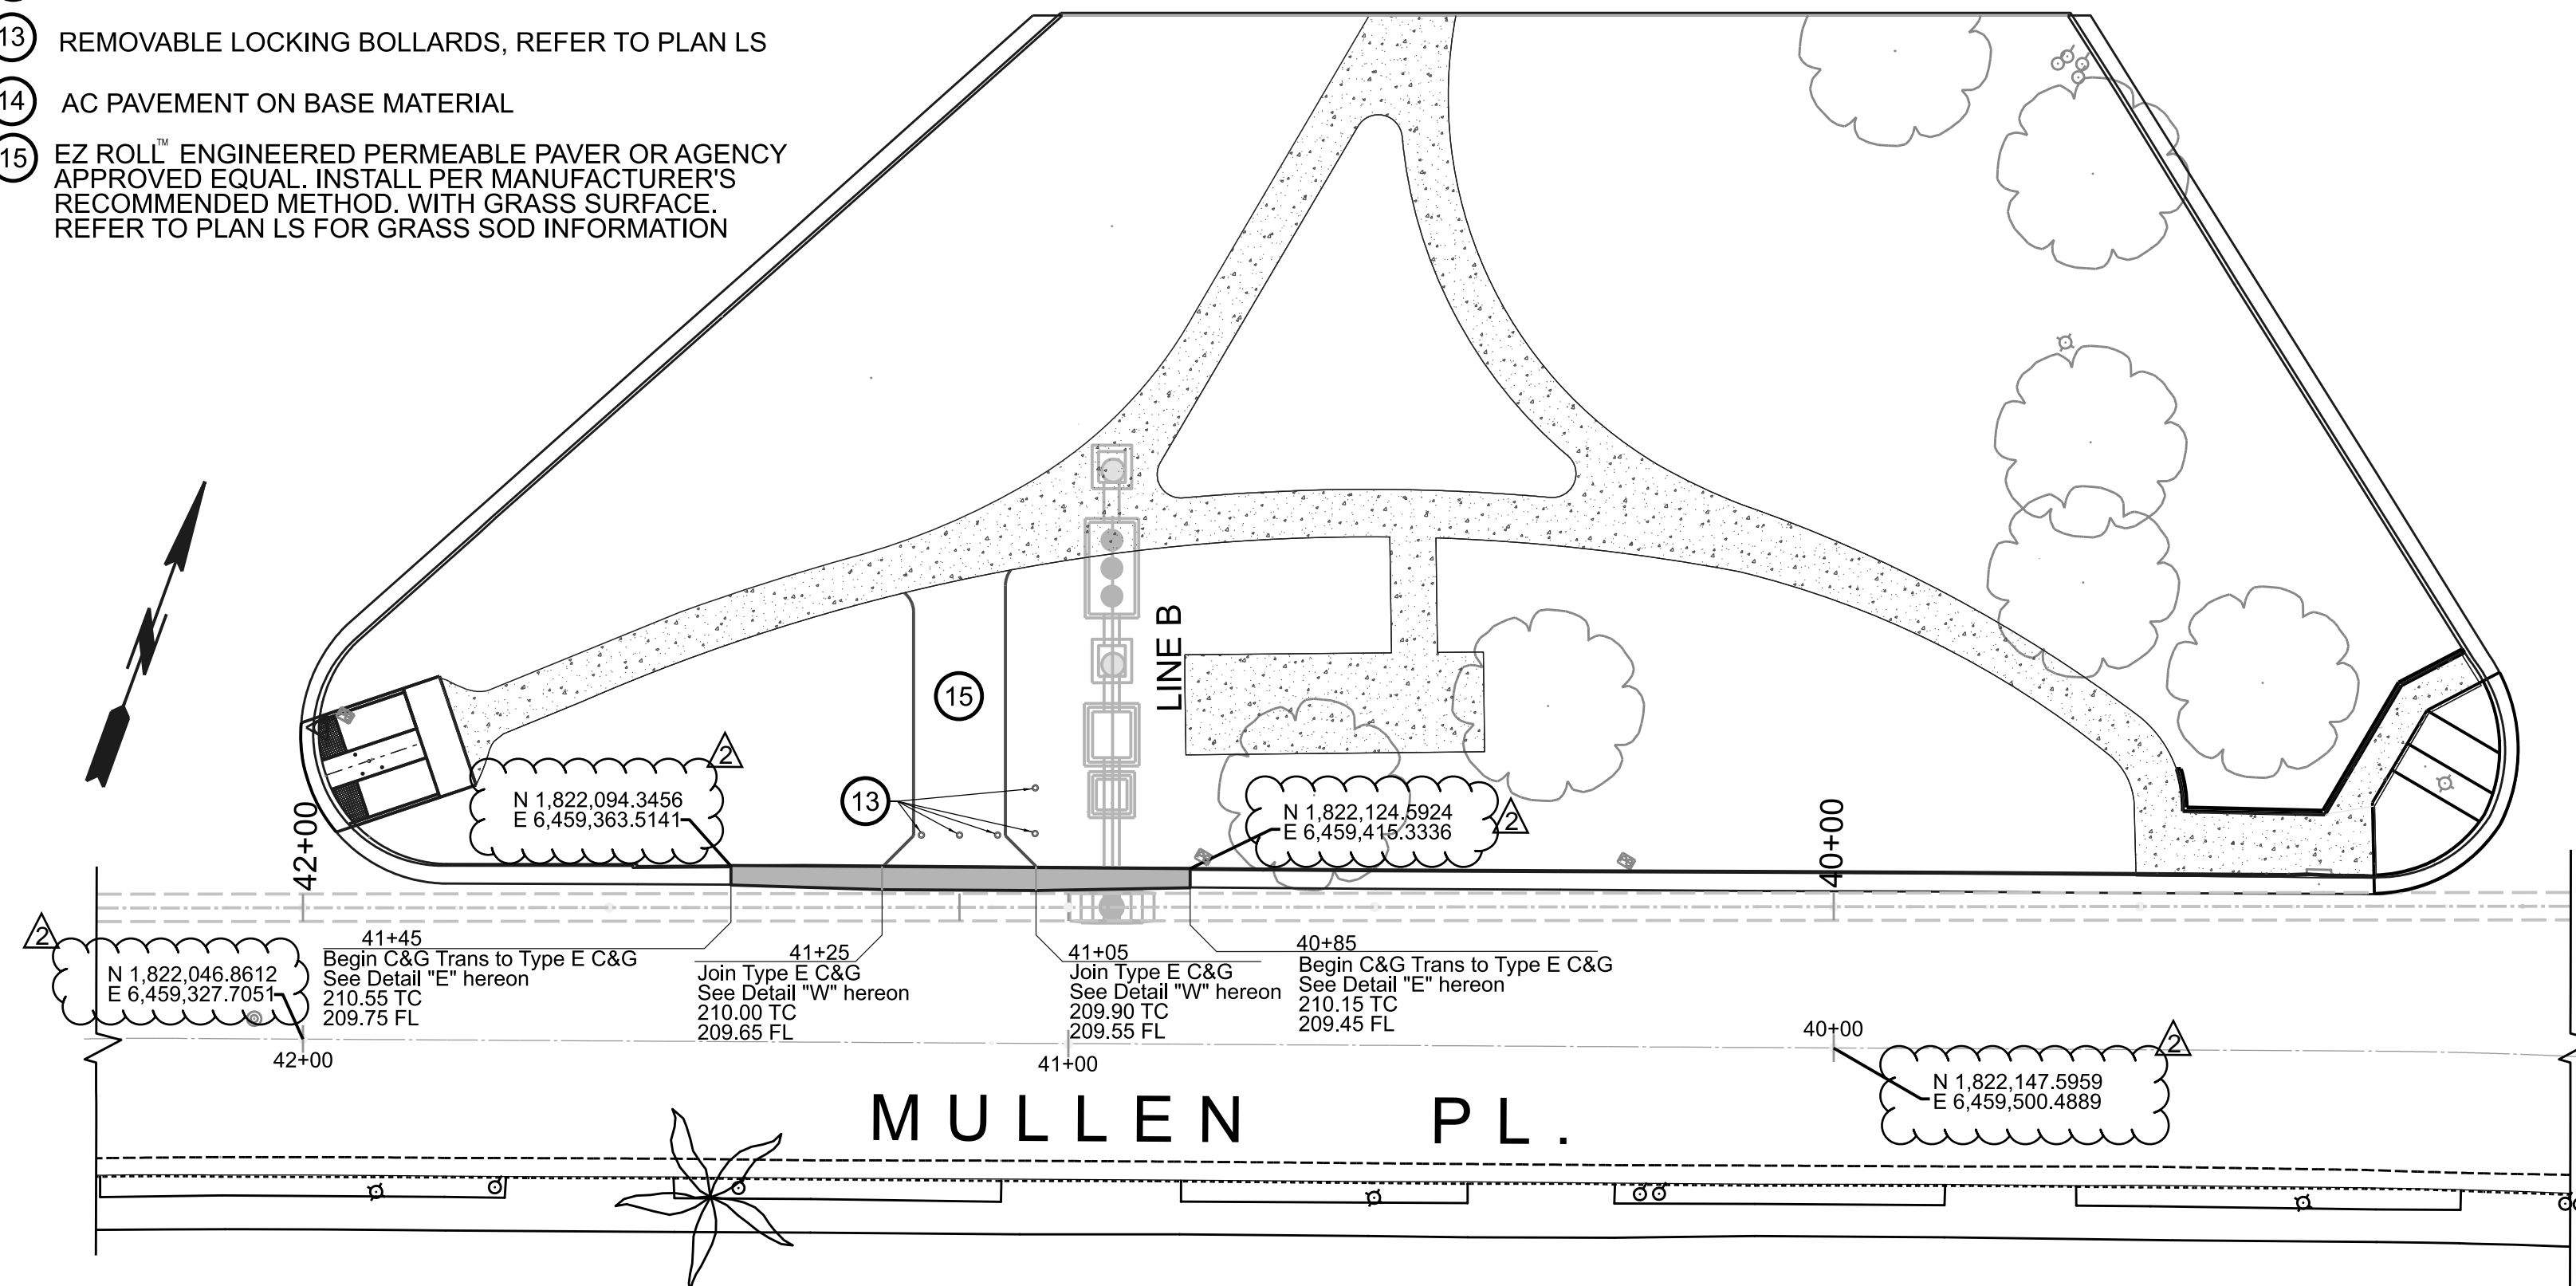 13 REMOVABLE LOCKING BOLLARDS, REFER TO PLAN LS
14 AC PAVEMENT ON BASE MATERIAL
15 EZ ROLL™ ENGINEERED PERMEABLE PAVER OR AGENCY
APPROVED EQUAL. INSTALL PER MANUFACTURER'S
RECOMMENDED METHOD. WITH GRASS SURFACE.
REFER TO PLAN LS FOR GRASS SOD INFORMATION
LINE B
15
13
2
N 1,822,094.3456
E 6,459,363.5141
2
N 1,822,124.5924
E 6,459,415.3336
42+00
40+00
2
N 1,822,046.8612
E 6,459,327.7051
41+45
Begin C&G Trans to Type E C&G
See Detail "E" hereon
210.55 TC
209.75 FL
41+25
Join Type E C&G
See Detail "W" hereon
210.00 TC
209.65 FL
41+05
Join Type E C&G
See Detail "W" hereon
209.90 TC
209.55 FL
40+85
Begin C&G Trans to Type E C&G
See Detail "E" hereon
210.15 TC
209.45 FL
42+00
41+00
40+00
2
N 1,822,147.5959
E 6,459,500.4889
MULLEN PL.